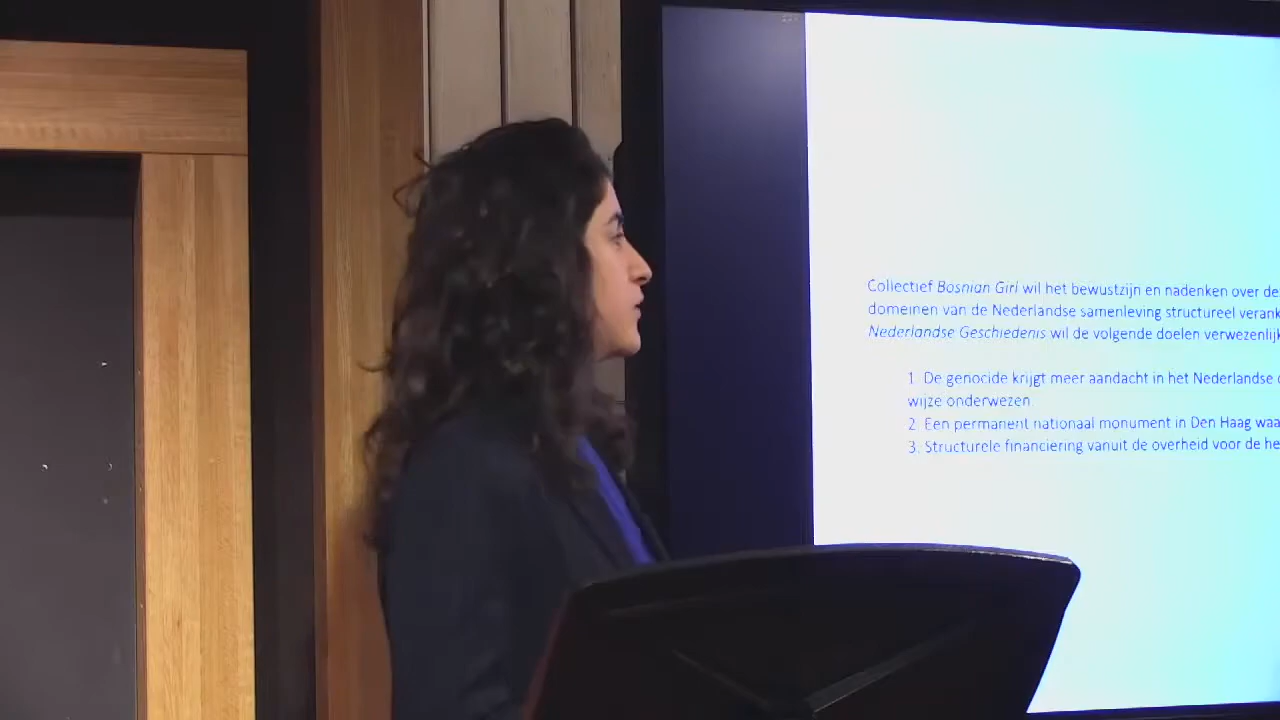 Collectief Bosnian Girl wil het bewustzijn en nadenken over de
domeinen van de Nederlandse samenleving structureel verank
Nederlandse Geschiedenis wil de volgende doelen verwezenlijk
1. De genocide krijgt meer aandacht in het Nederlandse
wijze onderwezen.
2. Een permanent nationaal monument in Den Haag waa
3. Structurele financiering vanuit de overheid voor de he